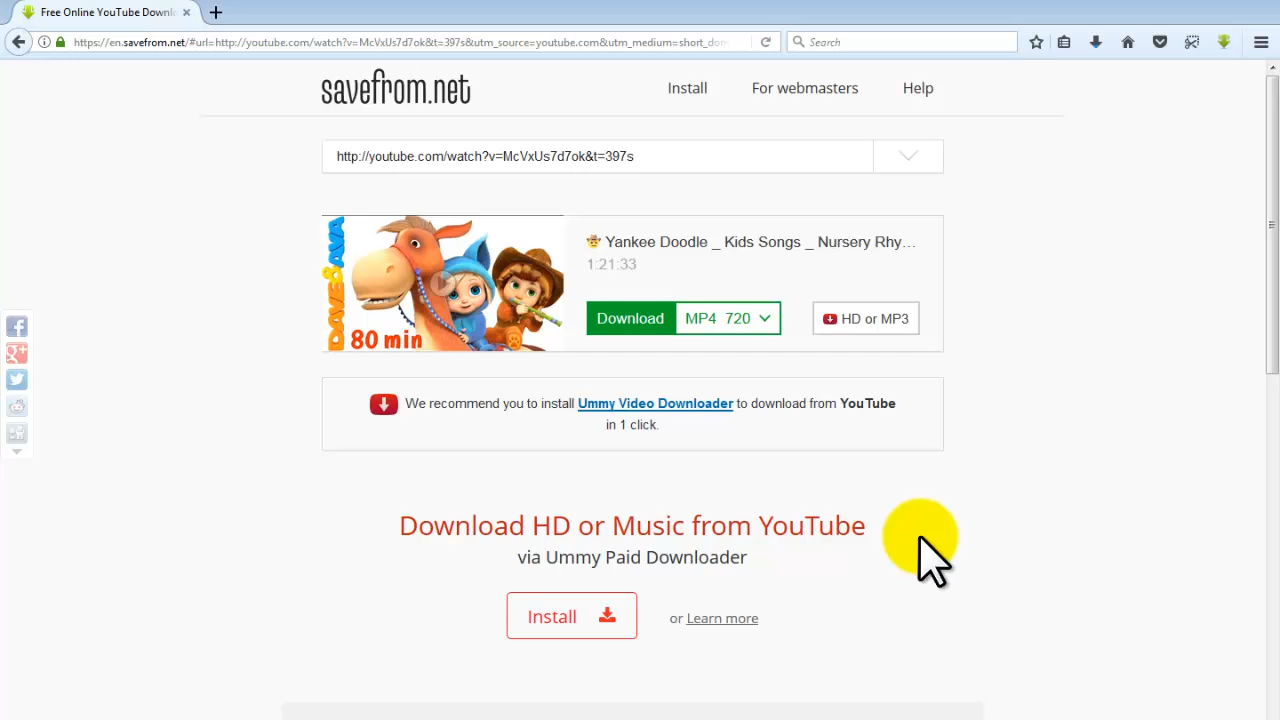 Free Online YouTube Downl
https://en.savefrom.net/#url=http://youtube.com/watch?v=McVxUs7d7ok&t=397s&utm_source=youtube.com&utm_medium=short_do
Search
savefrom.net
Install
For webmasters
Help
http://youtube.com/watch?v=McVxUs7d7ok&t=397s
DAVE & AVA
80 min
Yankee Doodle _ Kids Songs _ Nursery Rhy...
1:21:33
Download MP4 720
HD or MP3
We recommend you to install Ummy Video Downloader to download from YouTube
in 1 click.
Download HD or Music from YouTube
via Ummy Paid Downloader
Install
or Learn more